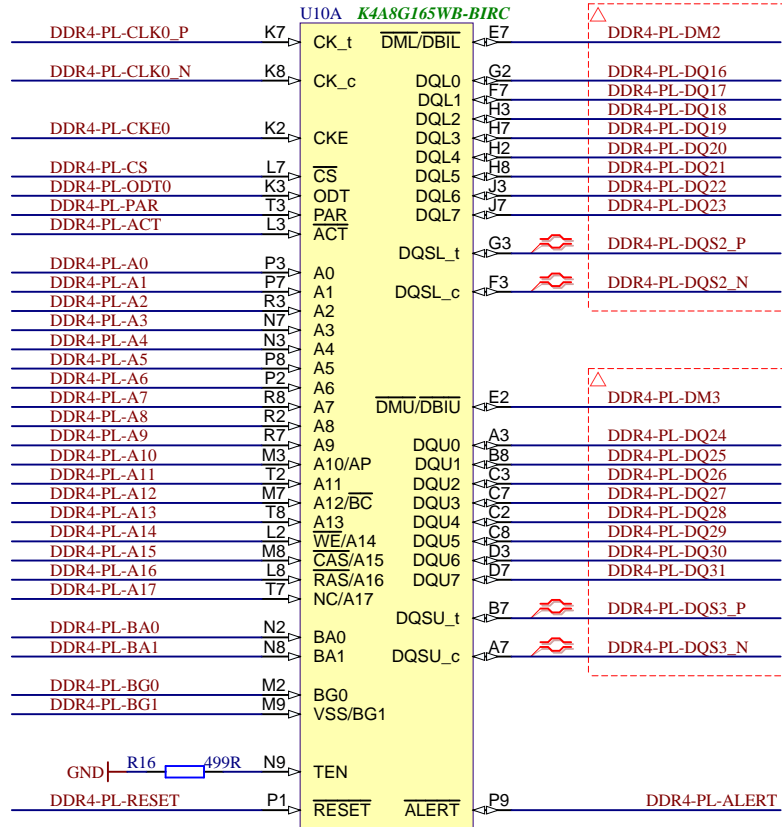 U10A K4A8G165WB-BIRC
DDR4-PL-CLK0_P K7 CK_t DML/DBIL E7 DDR4-PL-DM2
DDR4-PL-CLK0_N K8 CK_c DQL0 G2 DDR4-PL-DQ16
DQL1 F7 DDR4-PL-DQ17
DQL2 H3 DDR4-PL-DQ18
DDR4-PL-CKE0 K2 CKE DQL3 H7 DDR4-PL-DQ19
DQL4 H2 DDR4-PL-DQ20
DDR4-PL-CS L7 CS DQL5 H8 DDR4-PL-DQ21
DDR4-PL-ODT0 K3 ODT DQL6 J3 DDR4-PL-DQ22
DDR4-PL-PAR T3 PAR DQL7 J7 DDR4-PL-DQ23
DDR4-PL-ACT L3 ACT
DQSL_t G3 DDR4-PL-DQS2_P
DDR4-PL-A0 P3 A0
DDR4-PL-A1 P7 A1 DQSL_c F3 DDR4-PL-DQS2_N
DDR4-PL-A2 R3 A2
DDR4-PL-A3 N7 A3
DDR4-PL-A4 N3 A4
DDR4-PL-A5 P8 A5
DDR4-PL-A6 P2 A6
DDR4-PL-A7 R8 A7 DMU/DBIU E2 DDR4-PL-DM3
DDR4-PL-A8 R2 A8
DDR4-PL-A9 R7 A9 DQU0 A3 DDR4-PL-DQ24
DDR4-PL-A10 M3 A10/AP DQU1 B8 DDR4-PL-DQ25
DDR4-PL-A11 T2 A11 DQU2 C3 DDR4-PL-DQ26
DDR4-PL-A12 M7 A12/BC DQU3 C7 DDR4-PL-DQ27
DDR4-PL-A13 T8 A13 DQU4 C2 DDR4-PL-DQ28
DDR4-PL-A14 L2 WE/A14 DQU5 C8 DDR4-PL-DQ29
DDR4-PL-A15 M8 CAS/A15 DQU6 D3 DDR4-PL-DQ30
DDR4-PL-A16 L8 RAS/A16 DQU7 D7 DDR4-PL-DQ31
DDR4-PL-A17 T7 NC/A17
DQSU_t B7 DDR4-PL-DQS3_P
DDR4-PL-BA0 N2 BA0
DDR4-PL-BA1 N8 BA1 DQSU_c A7 DDR4-PL-DQS3_N
DDR4-PL-BG0 M2 BG0
DDR4-PL-BG1 M9 VSS/BG1
GND R16 499R N9 TEN
DDR4-PL-RESET P1 RESET ALERT P9 DDR4-PL-ALERT